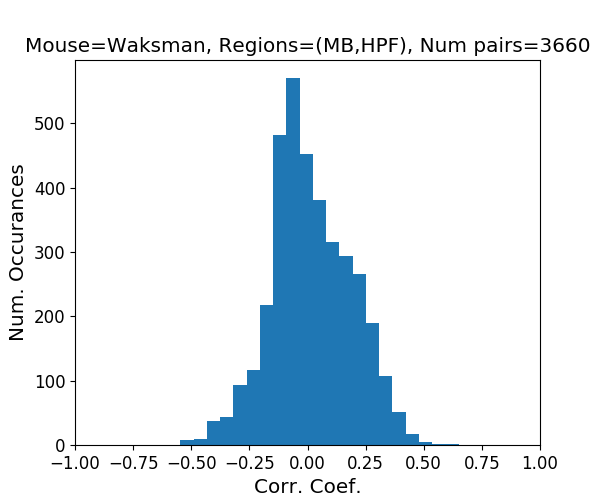 Mouse=Waksman, Regions=(MB,HPF), Num pairs=3660
Num. Occurances
500
400
300
200
100
0
−1.00 −0.75 −0.50 −0.25 0.00 0.25 0.50 0.75 1.00
Corr. Coef.